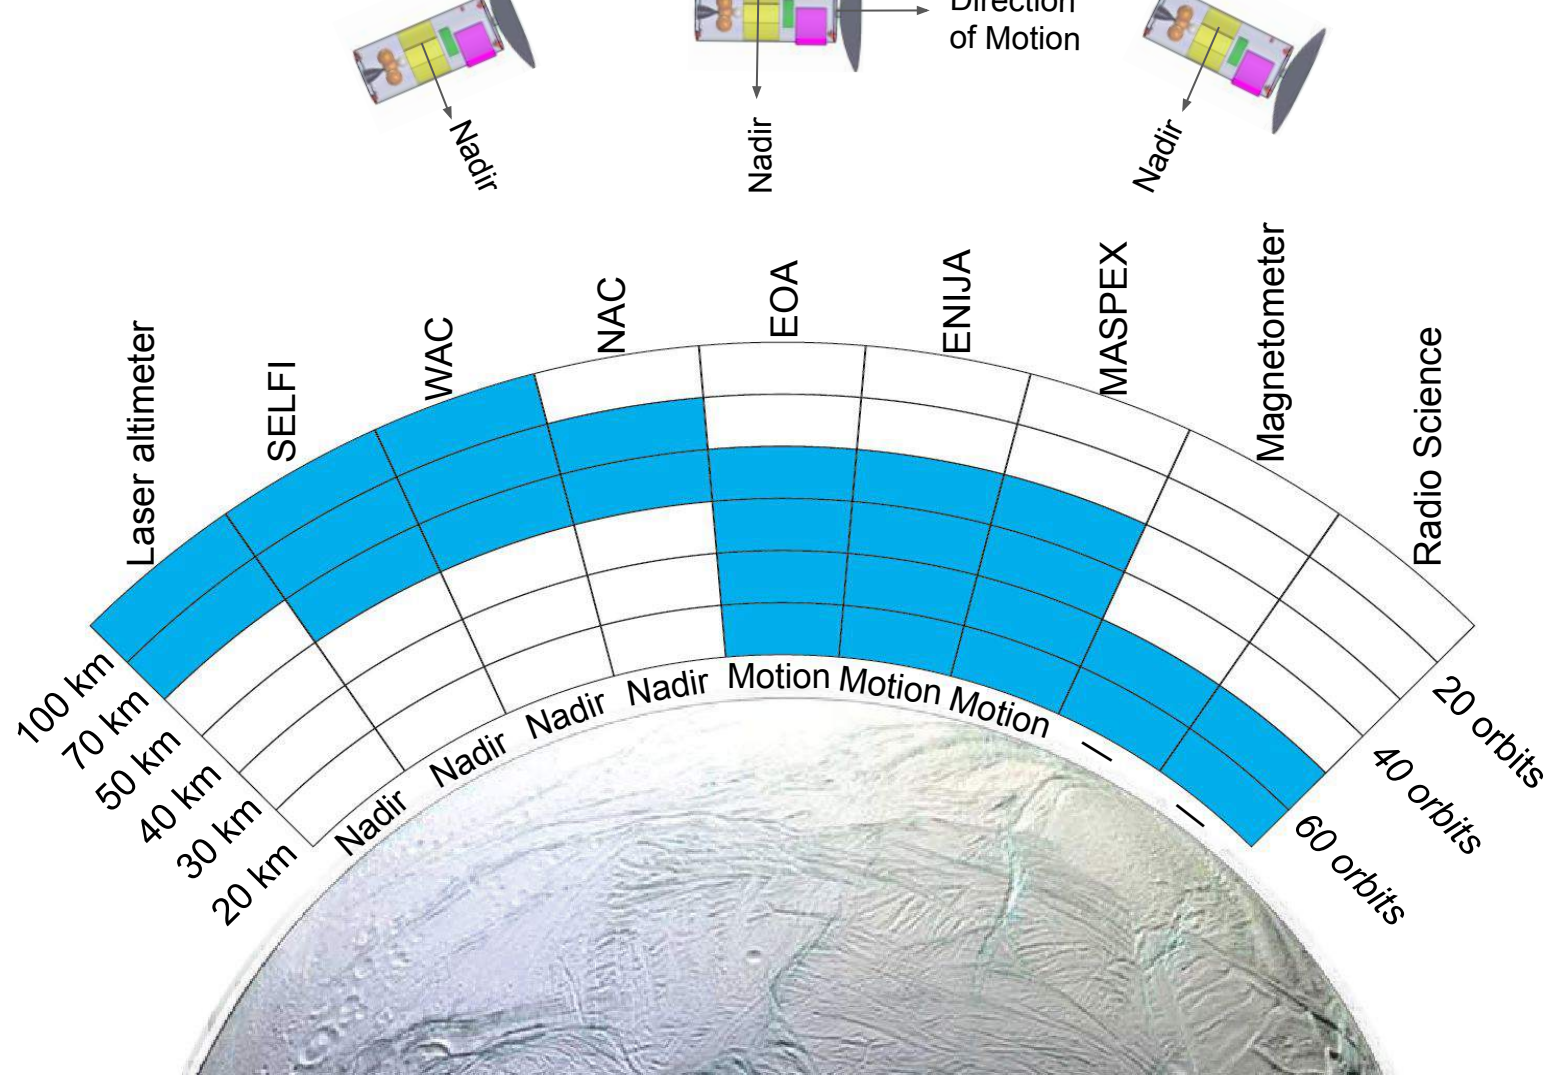 Direction
of Motion
Nadir
Nadir
Nadir
Laser altimeter
SELFI
WAC
NAC
EOA
ENIJA
MASPEX
Magnetometer
Radio Science
100 km
70 km
50 km
40 km
30 km
20 km
Nadir
Nadir
Nadir
Nadir
Motion
Motion
Motion
—
—
20 orbits
40 orbits
60 orbits